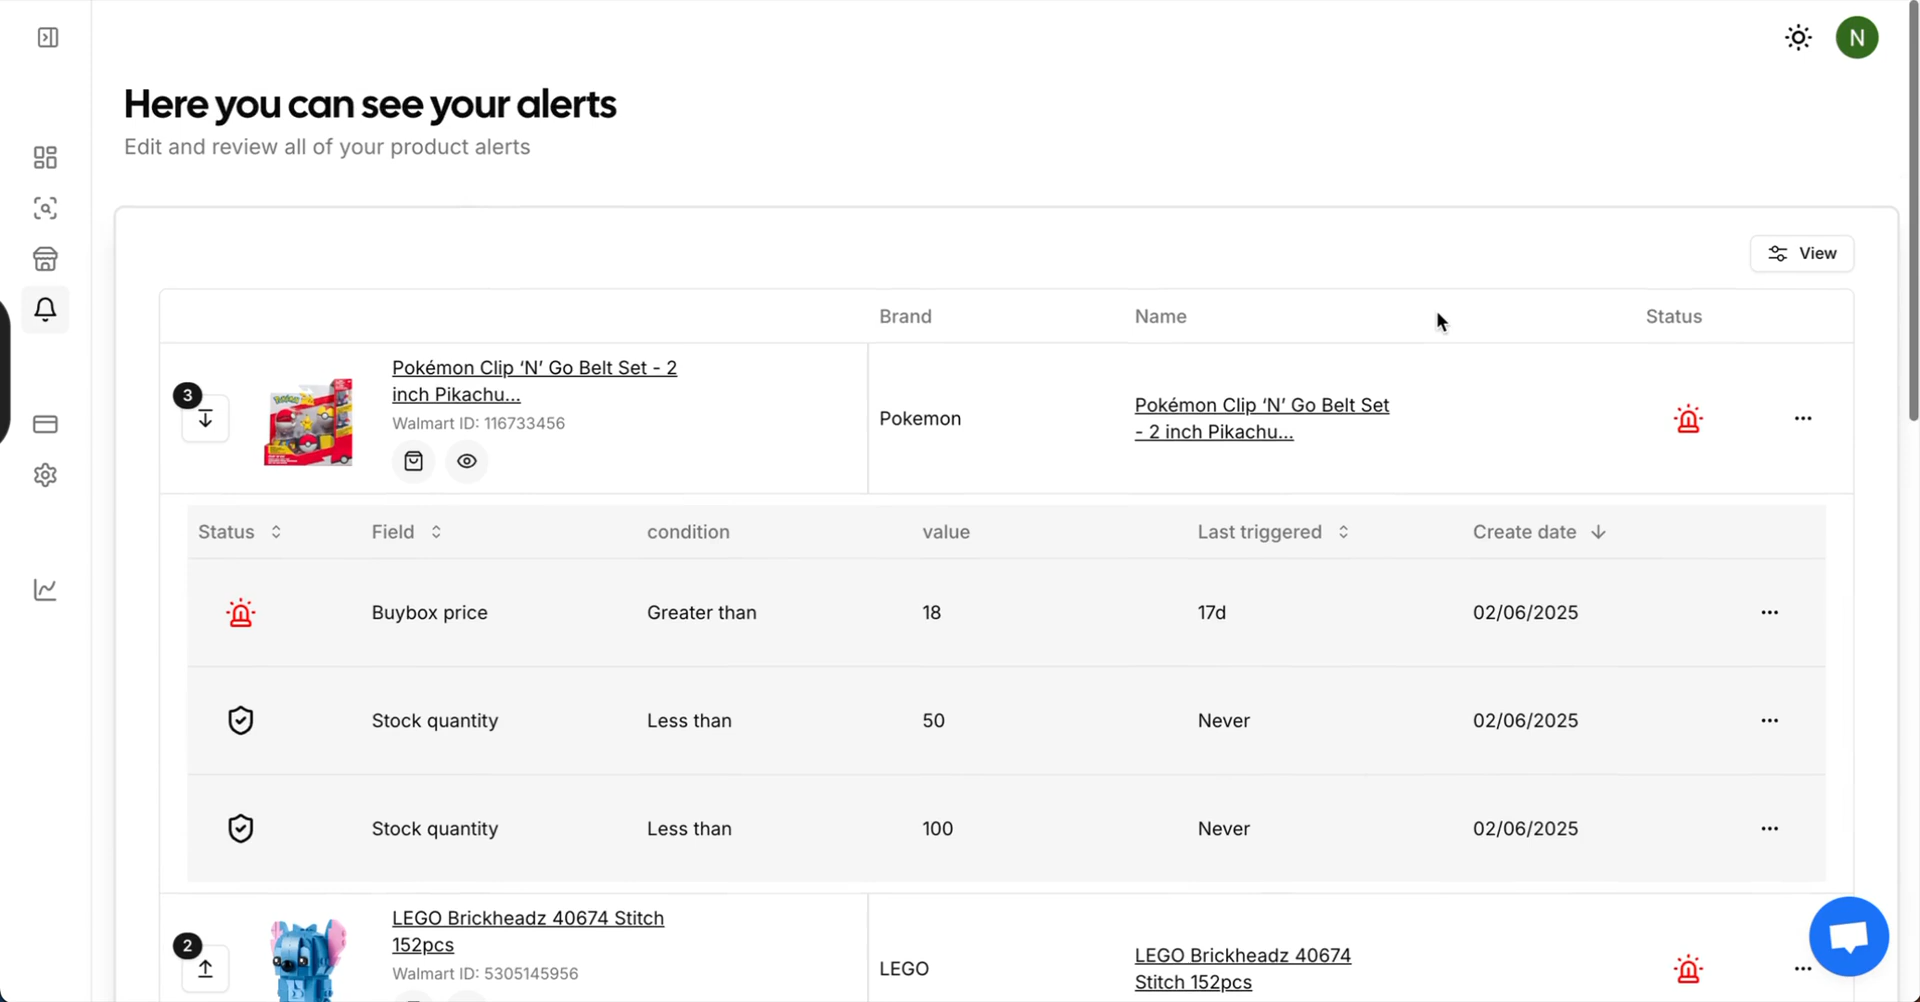 N
Here you can see your alerts
Edit and review all of your product alerts
View
Brand Name Status
3
Pokémon Clip ‘N’ Go Belt Set - 2
inch Pikachu...
Walmart ID: 116733456
Pokemon
Pokémon Clip ‘N’ Go Belt Set
- 2 inch Pikachu...
Status Field condition value Last triggered Create date
Buybox price Greater than 18 17d 02/06/2025
Stock quantity Less than 50 Never 02/06/2025
Stock quantity Less than 100 Never 02/06/2025
2
LEGO Brickheadz 40674 Stitch
152pcs
Walmart ID: 5305145956
LEGO
LEGO Brickheadz 40674
Stitch 152pcs